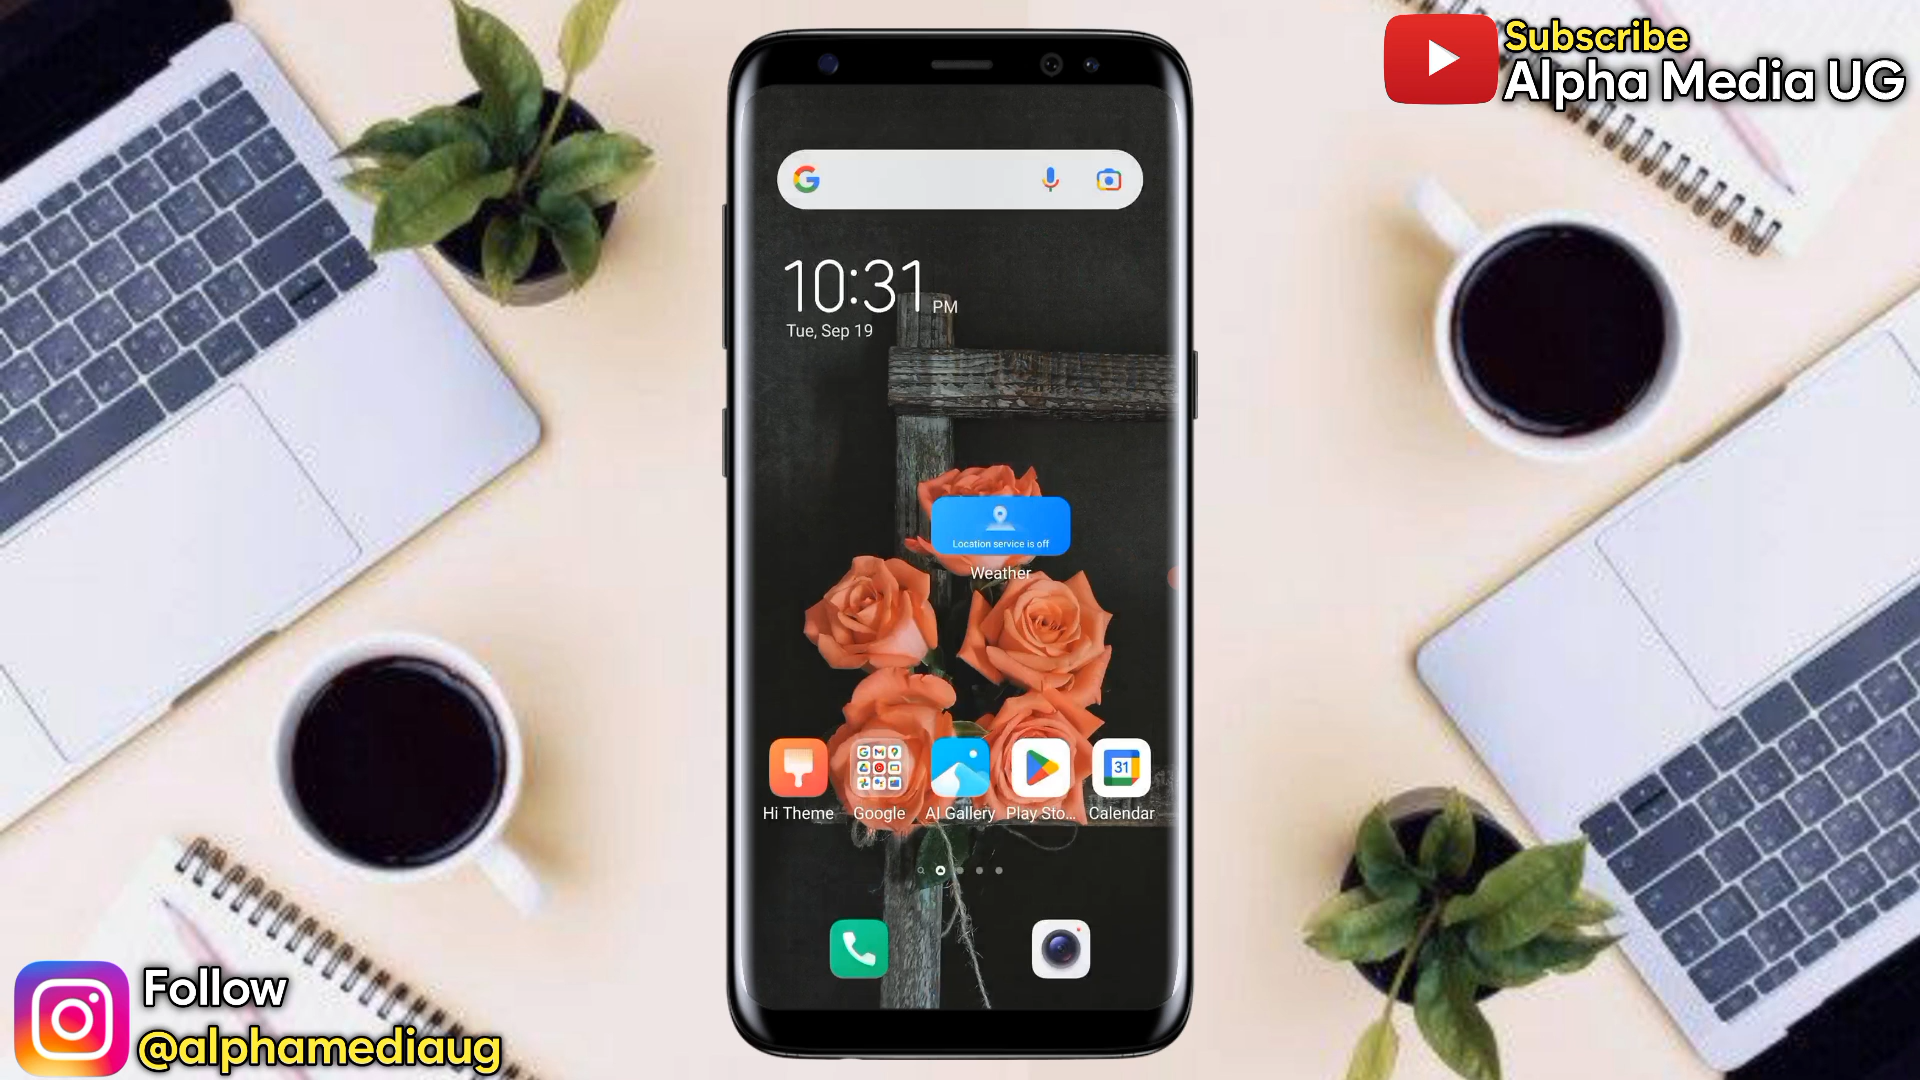 Subscribe
Alpha Media UG
10:31 PM
Tue, Sep 19
Location service is off
Weather
31
Hi Theme
Google
AI Gallery
Play Sto...
Calendar
Follow
@alphamediaug